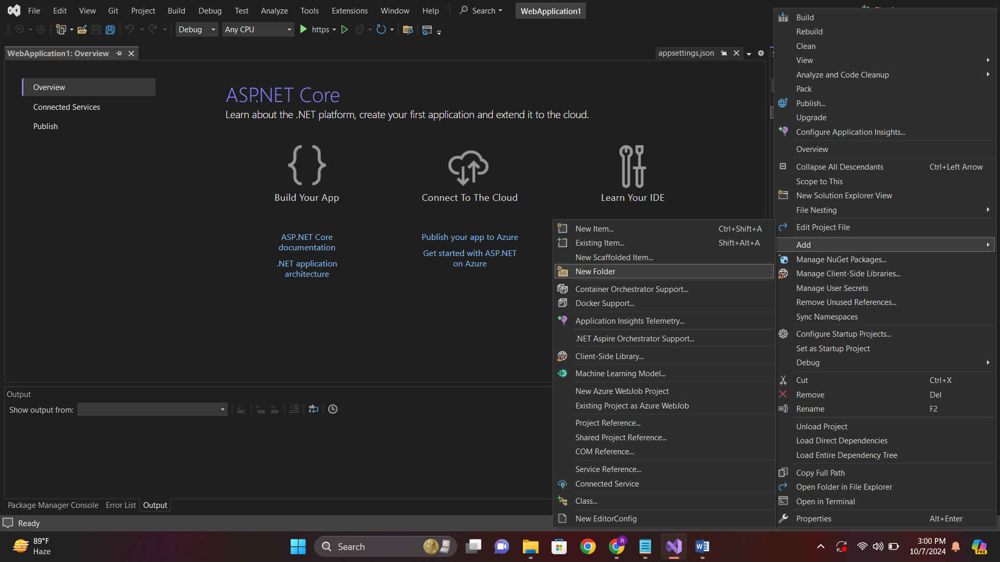 File Edit View Git Project Build Debug Test Analyze Tools Extensions Window Help Search WebApplication1
Debug Any CPU https
WebApplication1: Overview
appsettings.json
Overview
Connected Services
Publish
ASP.NET Core
Learn about the .NET platform, create your first application and extend it to the cloud.
Build Your App
Connect To The Cloud
Learn Your IDE
ASP.NET Core
documentation
.NET application
architecture
Publish your app to Azure
Get started with ASP.NET
on Azure
New Item... Ctrl+Shift+A
Existing Item... Shift+Alt+A
New Scaffolded Item...
New Folder
Container Orchestrator Support...
Docker Support...
Application Insights Telemetry...
.NET Aspire Orchestrator Support...
Client-Side Library...
Machine Learning Model...
New Azure WebJob Project
Existing Project as Azure WebJob
Project Reference...
Shared Project Reference...
COM Reference...
Service Reference...
Connected Service
Class...
New EditorConfig
Build
Rebuild
Clean
View
Analyze and Code Cleanup
Pack
Publish...
Upgrade
Configure Application Insights...
Overview
Collapse All Descendants Ctrl+Left Arrow
Scope to This
New Solution Explorer View
File Nesting
Edit Project File
Add
Manage NuGet Packages...
Manage Client-Side Libraries...
Manage User Secrets
Remove Unused References...
Sync Namespaces
Configure Startup Projects...
Set as Startup Project
Debug
Cut Ctrl+X
Remove Del
Rename F2
Unload Project
Load Direct Dependencies
Load Entire Dependency Tree
Copy Full Path
Open Folder in File Explorer
Open in Terminal
Properties Alt+Enter
Output
Show output from:
Package Manager Console Error List Output
Ready
89°F
Haze
Search
R
PRE
3:00 PM
10/7/2024